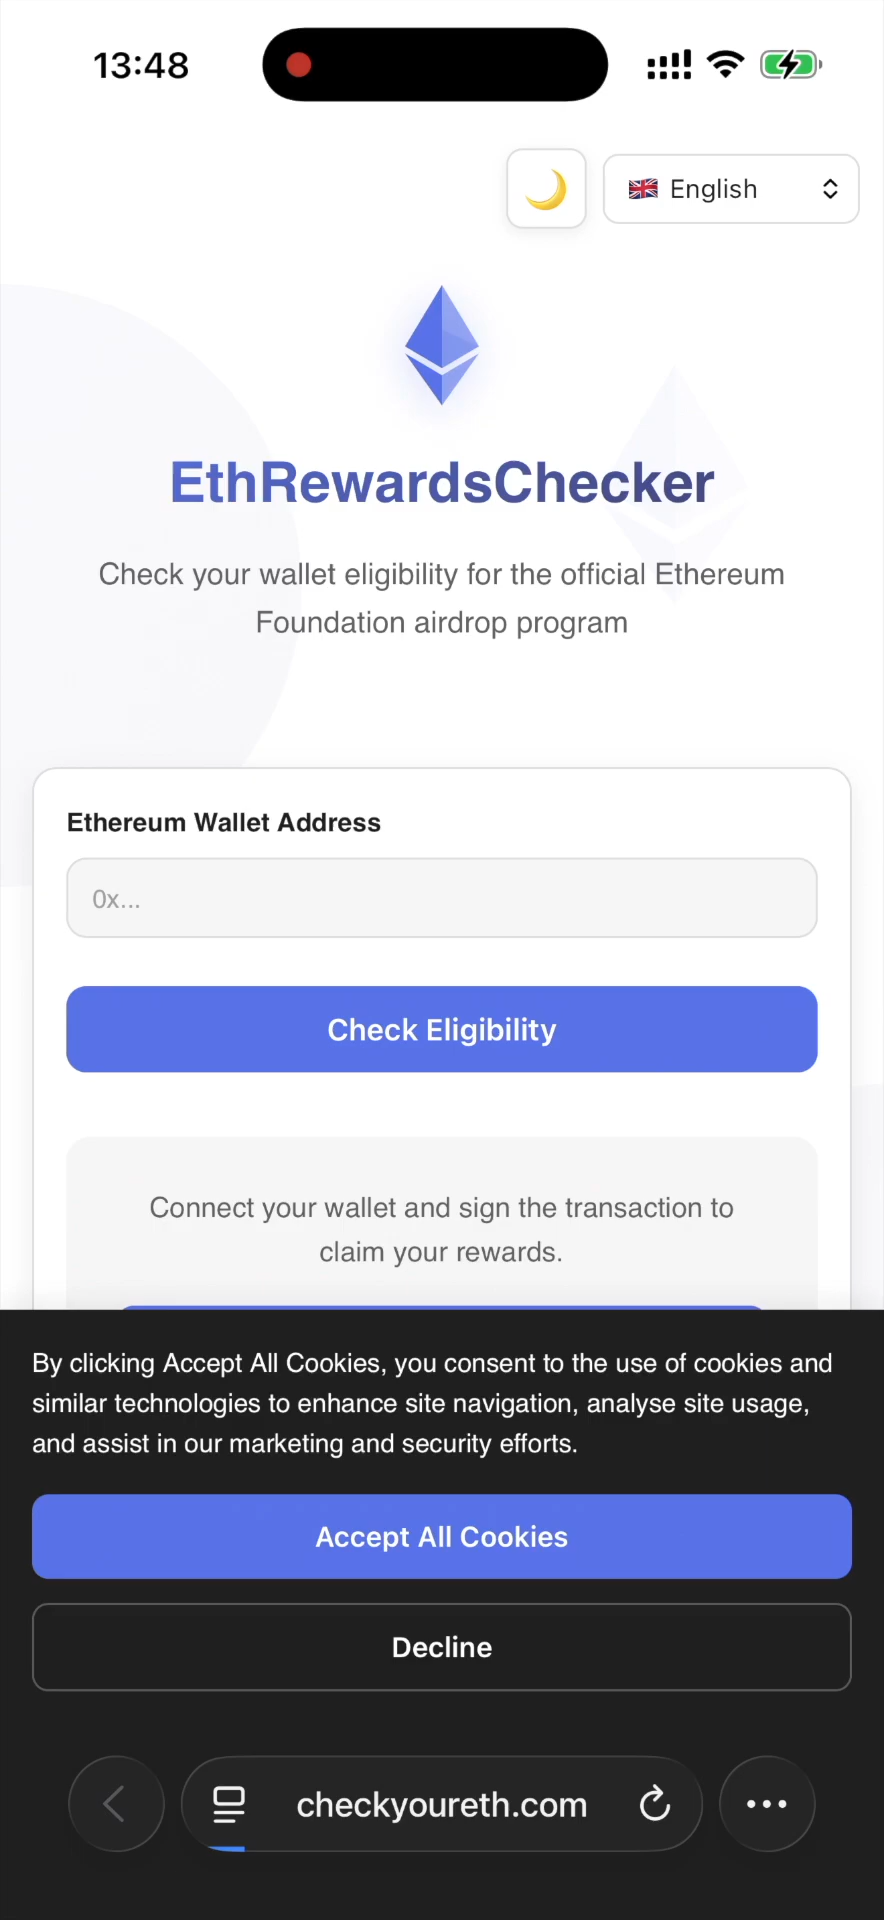 13:48
English
EthRewardsChecker
Check your wallet eligibility for the official Ethereum
Foundation airdrop program
Ethereum Wallet Address
0x...
Check Eligibility
Connect your wallet and sign the transaction to
claim your rewards.
By clicking Accept All Cookies, you consent to the use of cookies and
similar technologies to enhance site navigation, analyse site usage,
and assist in our marketing and security efforts.
Accept All Cookies
Decline
checkyoureth.com